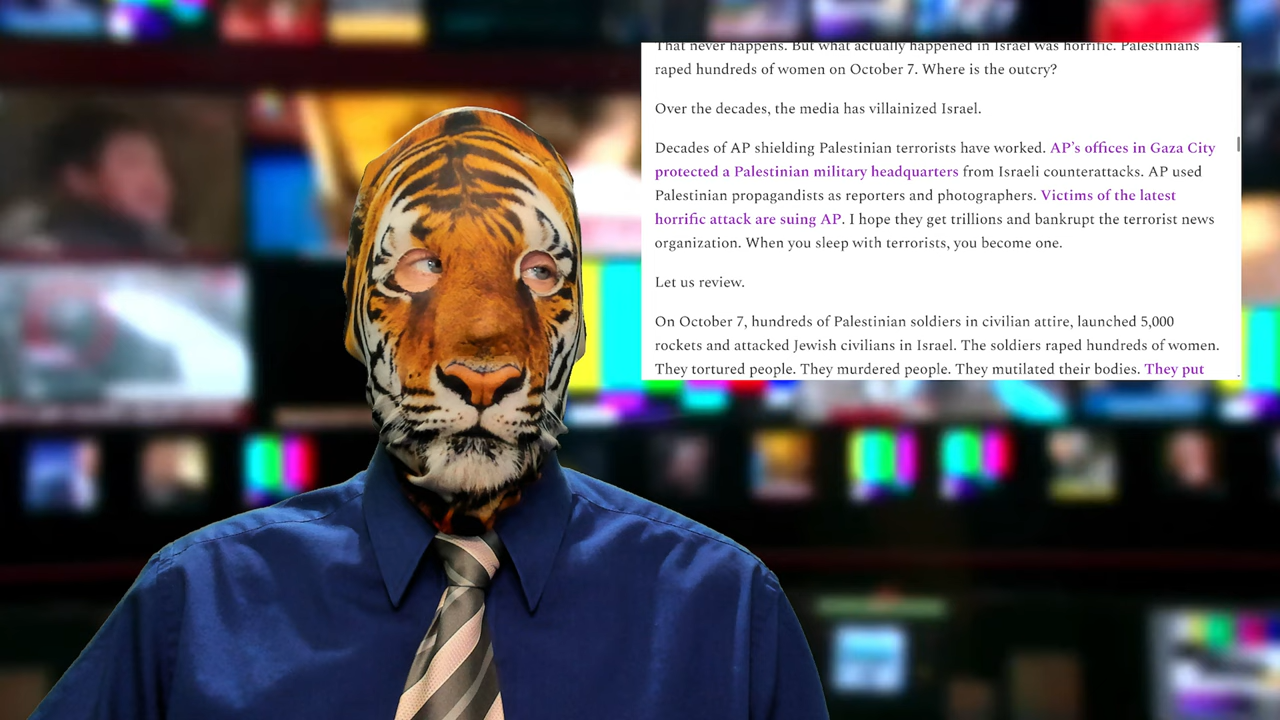 That never happens. But what actually happened in Israel was horrific. Palestinians
raped hundreds of women on October 7. Where is the outcry?
Over the decades, the media has villainized Israel.
Decades of AP shielding Palestinian terrorists have worked. AP's offices in Gaza City
protected a Palestinian military headquarters from Israeli counterattacks. AP used
Palestinian propagandists as reporters and photographers. Victims of the latest
horrific attack are suing AP. I hope they get trillions and bankrupt the terrorist news
organization. When you sleep with terrorists, you become one.
Let us review.
On October 7, hundreds of Palestinian soldiers in civilian attire, launched 5,000
rockets and attacked Jewish civilians in Israel. The soldiers raped hundreds of women.
They tortured people. They murdered people. They mutilated their bodies. They put